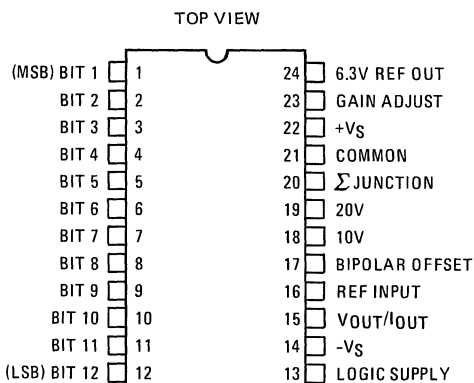 TOP VIEW
(MSB) BIT 1 1 24 6.3V REF OUT
BIT 2 2 23 GAIN ADJUST
BIT 3 3 22 +VS
BIT 4 4 21 COMMON
BIT 5 5 20 Σ JUNCTION
BIT 6 6 19 20V
BIT 7 7 18 10V
BIT 8 8 17 BIPOLAR OFFSET
BIT 9 9 16 REF INPUT
BIT 10 10 15 VOUT/IOUT
BIT 11 11 14 -VS
(LSB) BIT 12 12 13 LOGIC SUPPLY